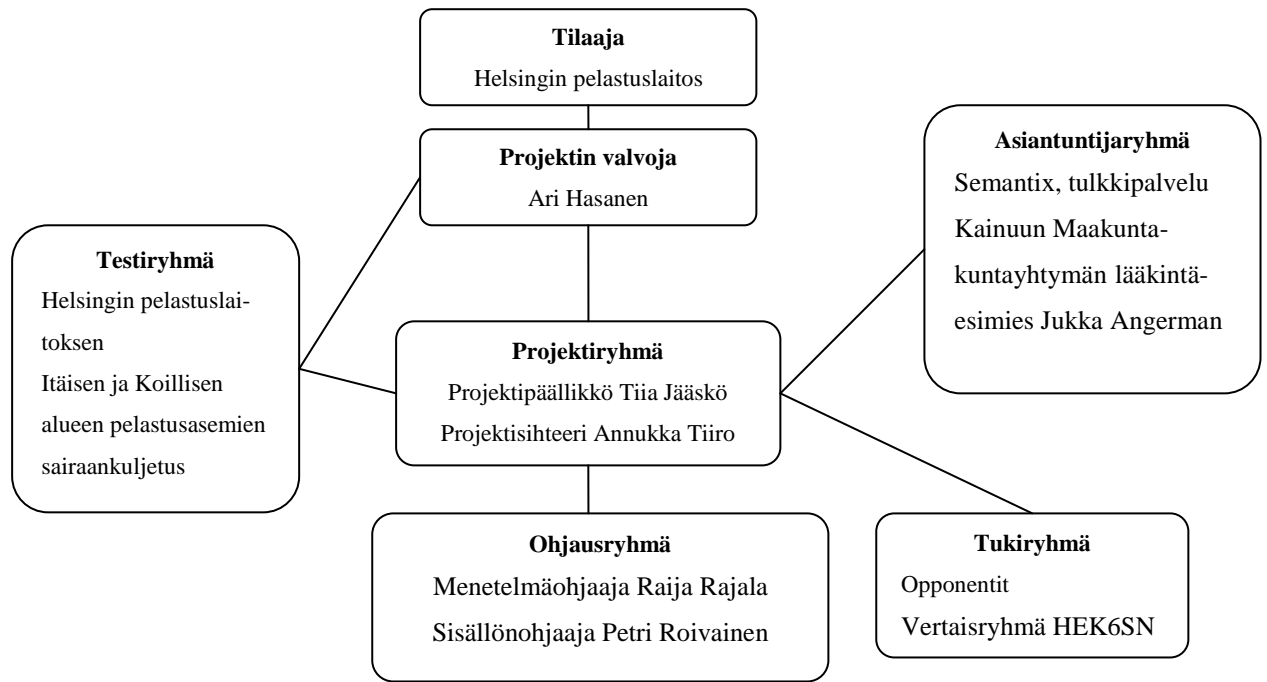 Tilaaja
Helsingin pelastuslaitos
Projektin valvoja
Ari Hasanen
Asiantuntijaryhmä
Semantix, tulkkipalvelu
Kainuun Maakunta-
kuntayhtymän lääkintä-
esimies Jukka Angerman
Testiryhmä
Helsingin pelastuslai-
toksen
Itäisen ja Koillisen
alueen pelastusasemien
sairaankuljetus
Projektiryhmä
Projektipäällikkö Tiia Jääskö
Projektisihteeri Annukka Tiiro
Ohjausryhmä
Menetelmäohjaaja Raija Rajala
Sisällönohjaaja Petri Roivainen
Tukiryhmä
Opponentit
Vertaisryhmä HEK6SN